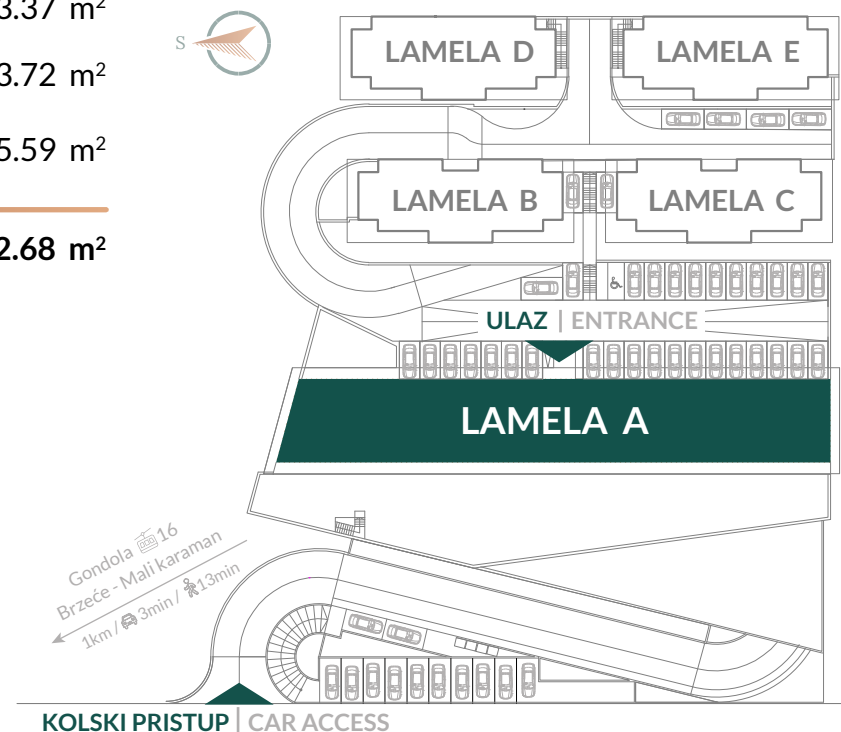 3.37 m²
3.72 m²
5.59 m²
2.68 m²
S
LAMELA D
LAMELA E
LAMELA B
LAMELA C
ULAZ | ENTRANCE
LAMELA A
Gondola 16
Brzeće - Mali karaman
1km / 3min / 13min
KOLSKI PRISTUP | CAR ACCESS